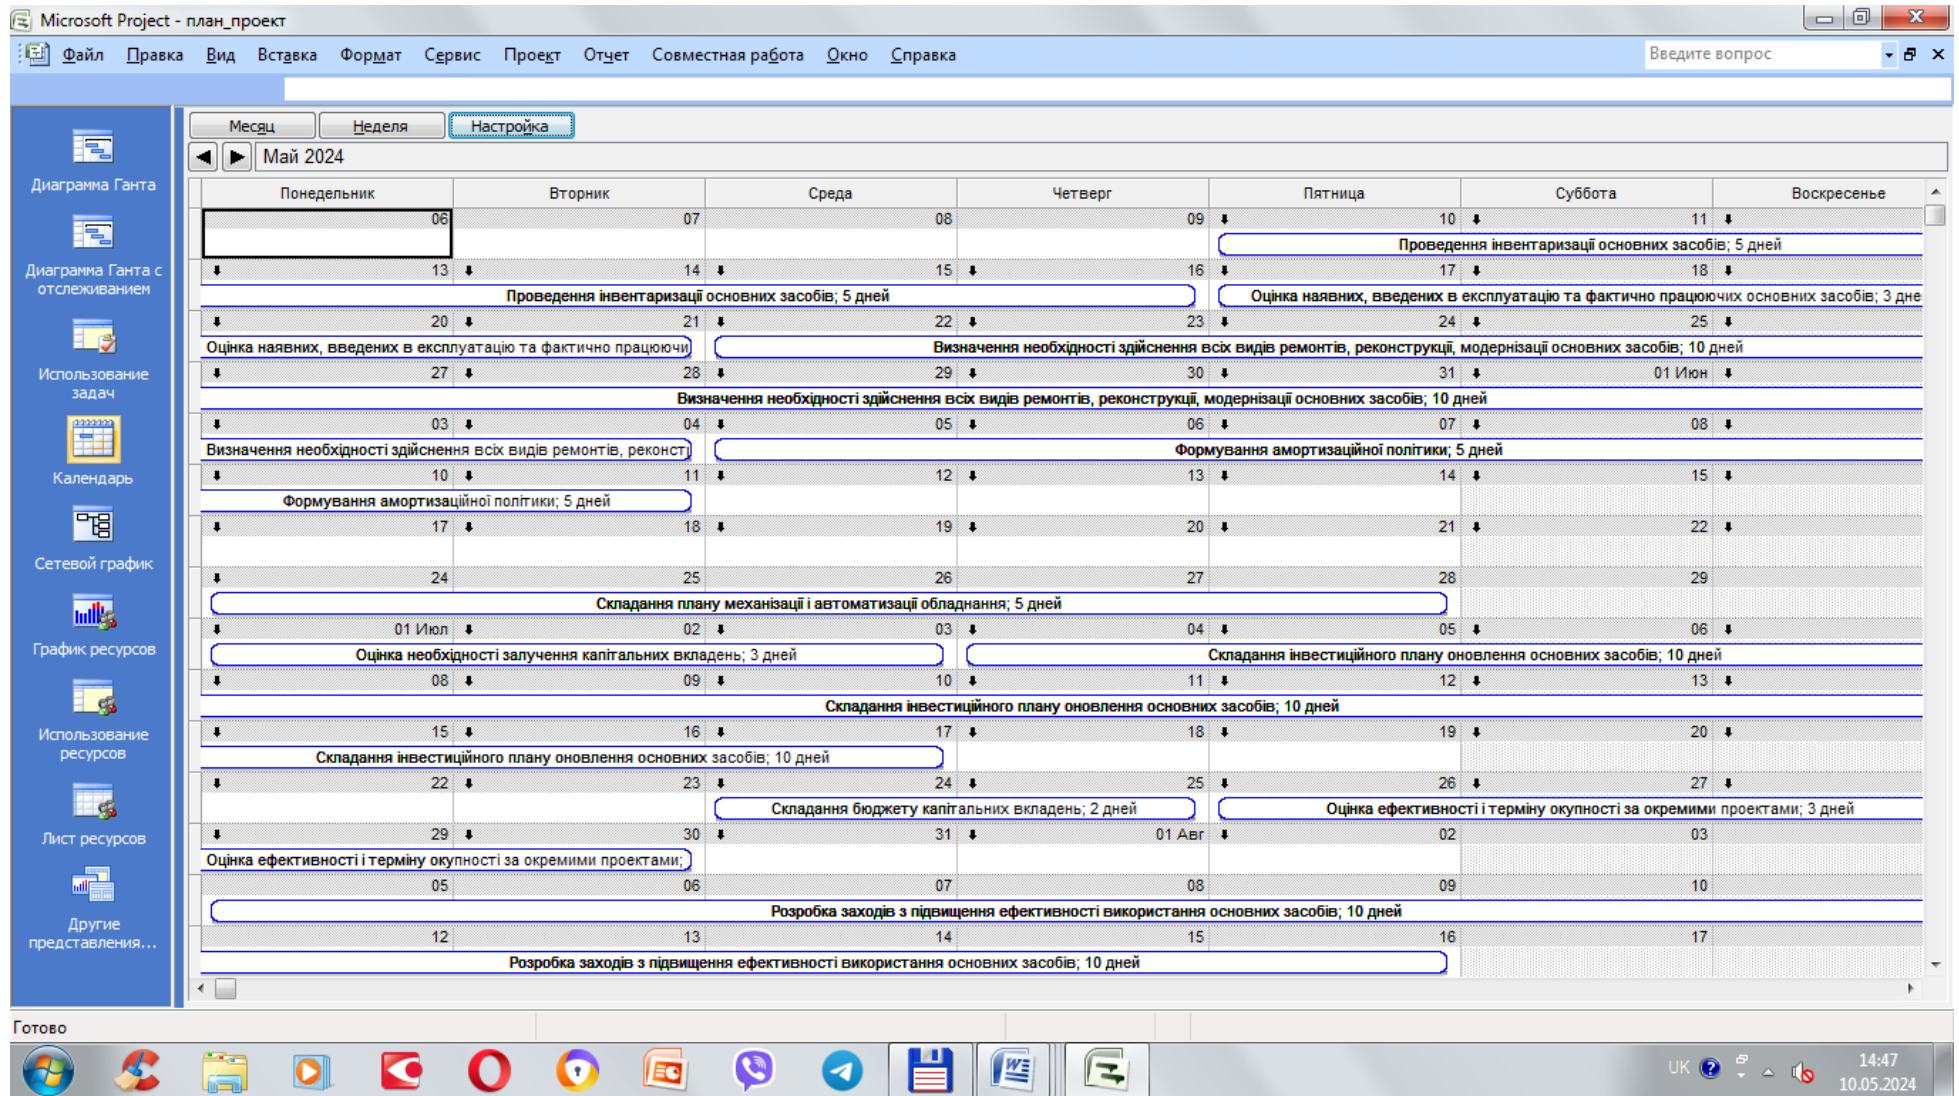 Microsoft Project - план_проект
Файл Правка Вид Вставка Формат Сервис Проект Отчет Совместная работа Окно Справка Введите вопрос
Месяц Неделя Настройка
Май 2024
Понедельник Вторник Среда Четверг Пятница Суббота Воскресенье
06 07 08 09 10 11
Проведення інвентаризації основних засобів; 5 дней
13 14 15 16 17 18
Проведення інвентаризації основних засобів; 5 дней Оцінка наявних, введених в експлуатацію та фактично працюючих основних засобів; 3 дне
20 21 22 23 24 25
Оцінка наявних, введених в експлуатацію та фактично працюючи Визначення необхідності здійснення всіх видів ремонтів, реконструкції, модернізації основних засобів; 10 дней
27 28 29 30 31 01 Июн
Визначення необхідності здійснення всіх видів ремонтів, реконструкції, модернізації основних засобів; 10 дней
03 04 05 06 07 08
Визначення необхідності здійснення всіх видів ремонтів, реконст Формування амортизаційної політики; 5 дней
10 11 12 13 14 15
Формування амортизаційної політики; 5 дней
17 18 19 20 21 22
24 25 26 27 28 29
Складання плану механізації і автоматизації обладнання; 5 дней
01 Июл 02 03 04 05 06
Оцінка необхідності залучення капітальних вкладень; 3 дней Складання інвестиційного плану оновлення основних засобів; 10 дней
08 09 10 11 12 13
Складання інвестиційного плану оновлення основних засобів; 10 дней
15 16 17 18 19 20
Складання інвестиційного плану оновлення основних засобів; 10 дней
22 23 24 25 26 27
Складання бюджету капітальних вкладень; 2 дней Оцінка ефективності і терміну окупності за окремими проектами; 3 дней
29 30 31 01 Авг 02 03
Оцінка ефективності і терміну окупності за окремими проектами;
05 06 07 08 09 10
Розробка заходів з підвищення ефективності використання основних засобів; 10 дней
12 13 14 15 16 17
Розробка заходів з підвищення ефективності використання основних засобів; 10 дней
Диаграмма Ганта
Диаграмма Ганта с
отслеживанием
Использование
задач
Календарь
Сетевой график
График ресурсов
Использование
ресурсов
Лист ресурсов
Другие
представления...
Готово
UK
14:47
10.05.2024